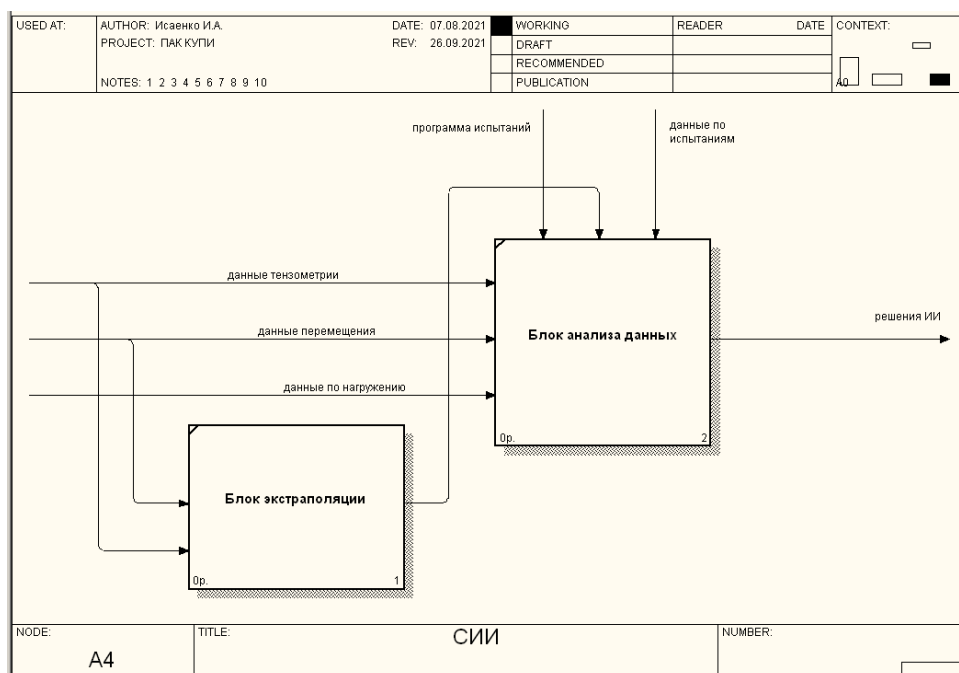 USED AT:
AUTHOR: Исаенко И.А.
DATE: 07.08.2021
WORKING
READER
DATE
CONTEXT:
PROJECT: ПАК КУПИ
REV: 26.09.2021
DRAFT
RECOMMENDED
NOTES: 1 2 3 4 5 6 7 8 9 10
PUBLICATION
A0
программа испытаний
данные по
испытаниям
данные тензометрии
данные перемещения
данные по нагружению
Блок анализа данных
0р.
2
решения ИИ
Блок экстраполяции
0р.
1
NODE:
A4
TITLE:
СИИ
NUMBER: